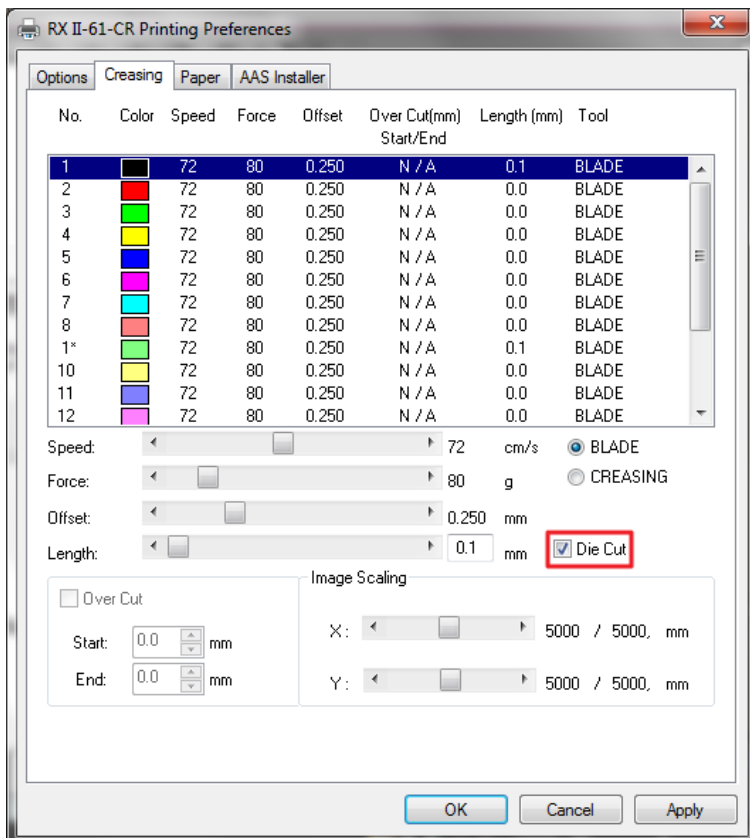 RX II-61-CR Printing Preferences
Options Creasing Paper AAS Installer
No. Color Speed Force Offset Over Cut(mm) Length (mm) Tool
Start/End
1 72 80 0.250 N / A 0.1 BLADE
2 72 80 0.250 N / A 0.0 BLADE
3 72 80 0.250 N / A 0.0 BLADE
4 72 80 0.250 N / A 0.0 BLADE
5 72 80 0.250 N / A 0.0 BLADE
6 72 80 0.250 N / A 0.0 BLADE
7 72 80 0.250 N / A 0.0 BLADE
8 72 80 0.250 N / A 0.0 BLADE
1* 72 80 0.250 N / A 0.1 BLADE
10 72 80 0.250 N / A 0.0 BLADE
11 72 80 0.250 N / A 0.0 BLADE
12 72 80 0.250 N / A 0.0 BLADE
Speed: 72 cm/s BLADE
Force: 80 g CREASING
Offset: 0.250 mm
Length: 0.1 mm Die Cut
Over Cut Image Scaling
Start: 0.0 mm X: 5000 / 5000, mm
End: 0.0 mm Y: 5000 / 5000, mm
OK Cancel Apply